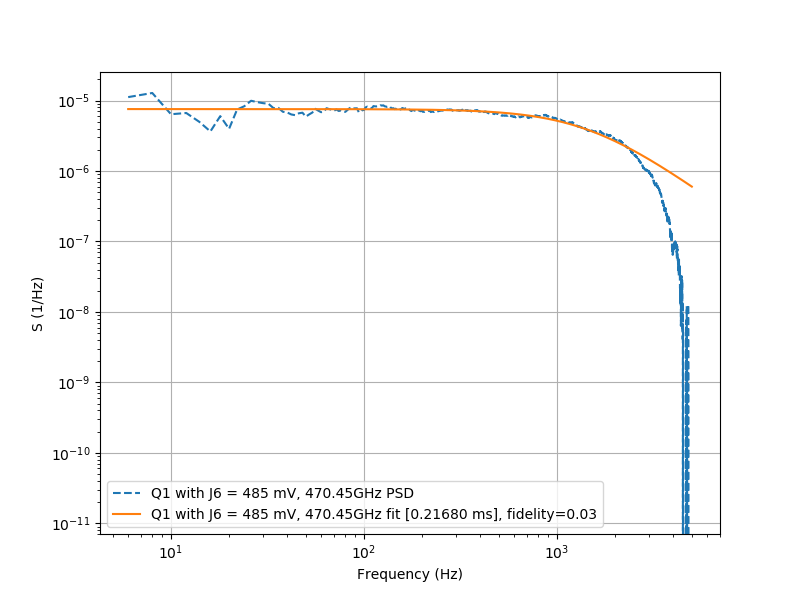 10⁻⁵
10⁻⁶
10⁻⁷
10⁻⁸
10⁻⁹
10⁻¹⁰
10⁻¹¹
S (1/Hz)
Q1 with J6 = 485 mV, 470.45GHz PSD
Q1 with J6 = 485 mV, 470.45GHz fit [0.21680 ms], fidelity=0.03
10¹ 10² 10³
Frequency (Hz)